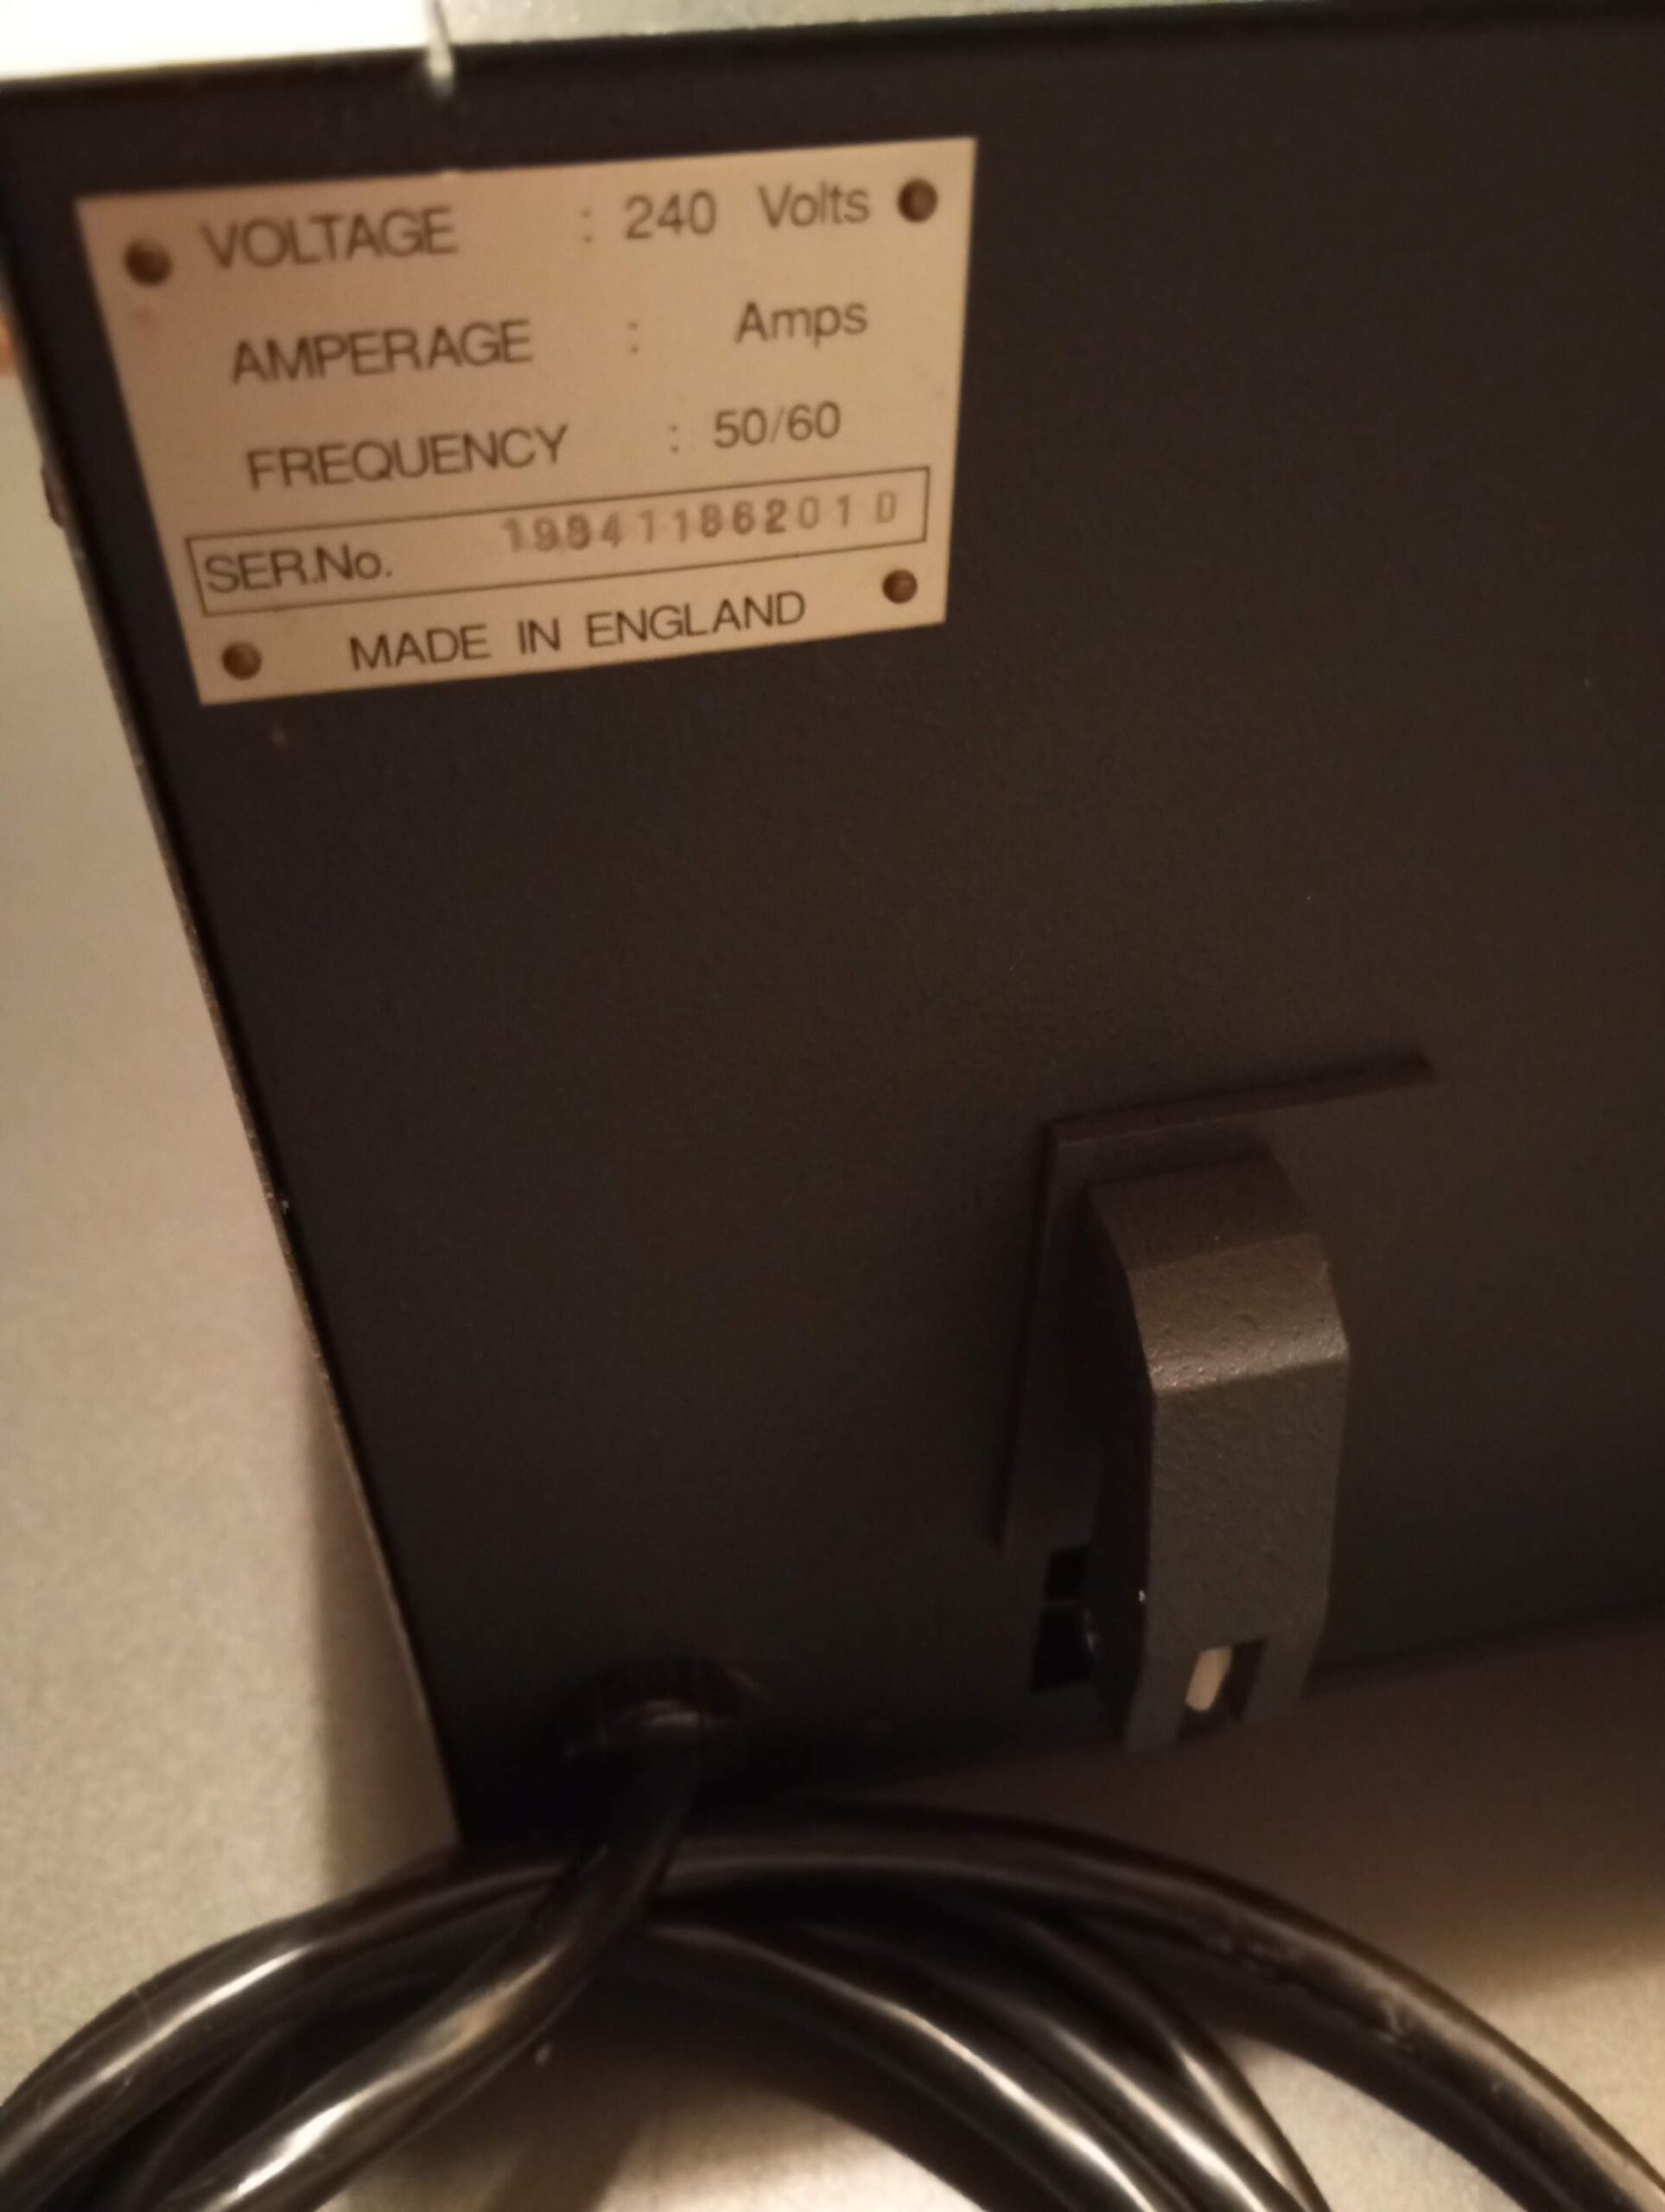 VOLTAGE : 240 Volts
AMPERAGE : Amps
FREQUENCY : 50/60
SER.No. 19841186201D
MADE IN ENGLAND